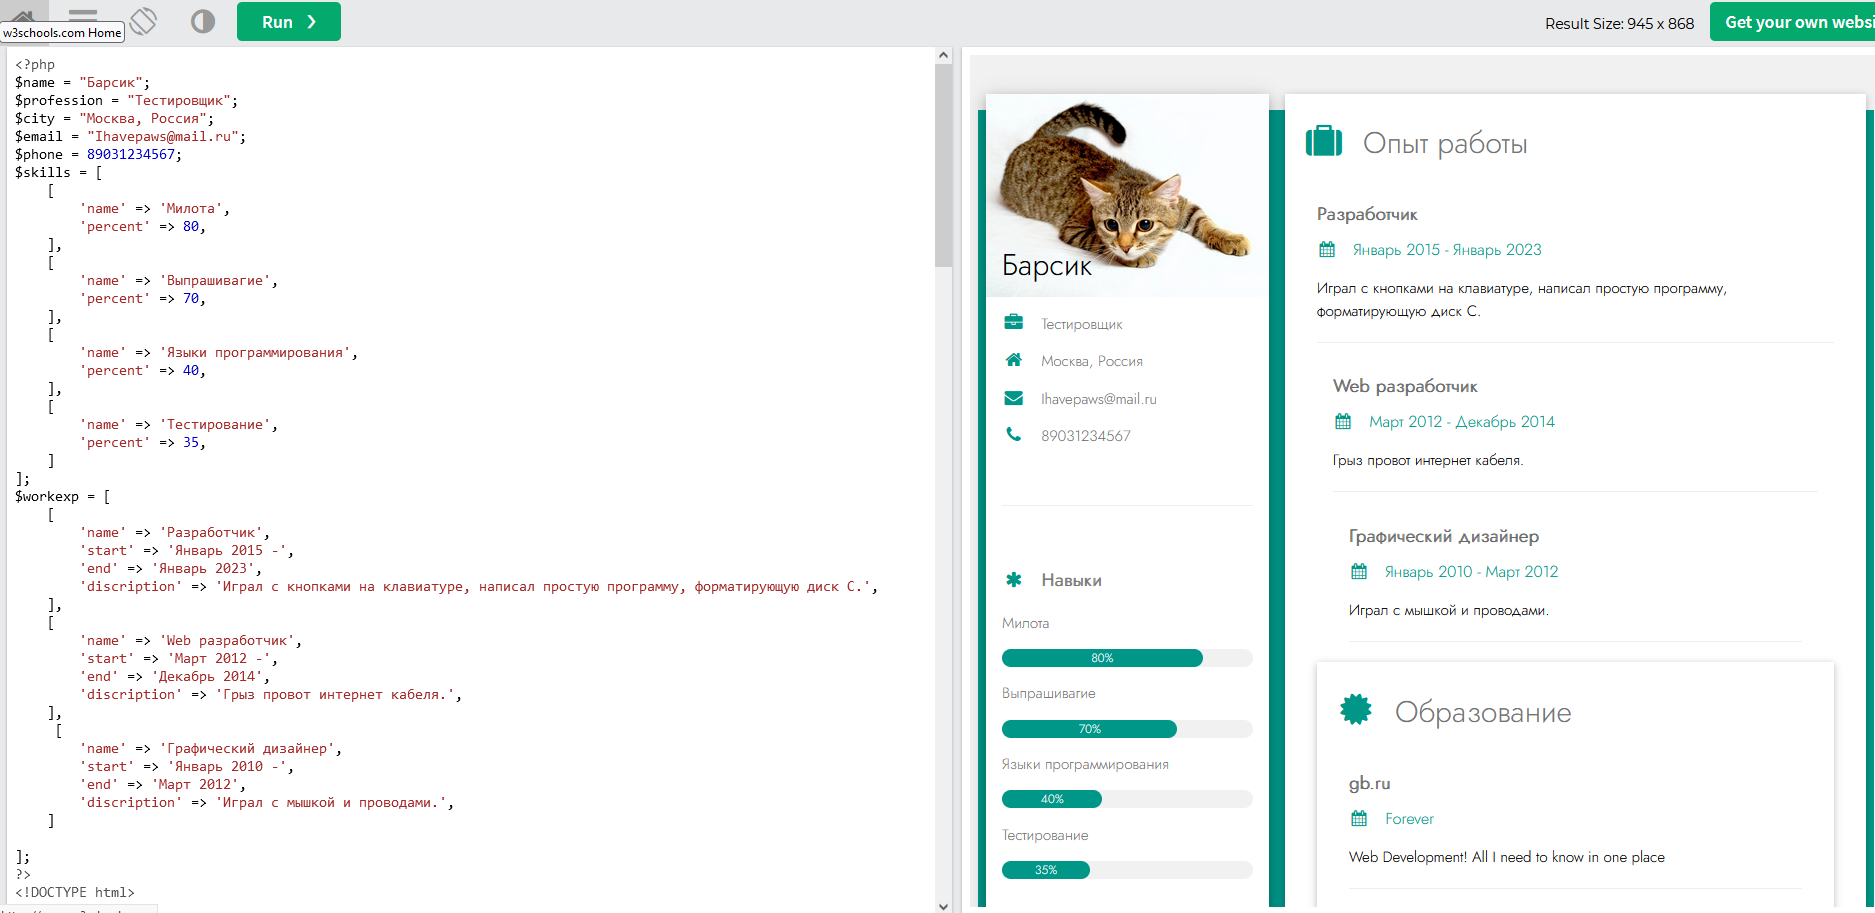 w3schools.com Home
Run ❯
Result Size: 945 x 868
Get your own websi
<?php
$name = "Барсик";
$profession = "Тестировщик";
$city = "Москва, Россия";
$email = "Ihavepaws@mail.ru";
$phone = 89031234567;
$skills = [
[
'name' => 'Милота',
'percent' => 80,
],
[
'name' => 'Выпрашивагие',
'percent' => 70,
],
[
'name' => 'Языки программирования',
'percent' => 40,
],
[
'name' => 'Тестирование',
'percent' => 35,
]
];
$workexp = [
[
'name' => 'Разработчик',
'start' => 'Январь 2015 -',
'end' => 'Январь 2023',
'discription' => 'Играл с кнопками на клавиатуре, написал простую программу, форматирующую диск С.',
],
[
'name' => 'Web разработчик',
'start' => 'Март 2012 -',
'end' => 'Декабрь 2014',
'discription' => 'Грыз провот интернет кабеля.',
],
[
'name' => 'Графический дизайнер',
'start' => 'Январь 2010 -',
'end' => 'Март 2012',
'discription' => 'Играл с мышкой и проводами.',
]
];
?>
<!DOCTYPE html>
Барсик
Тестировщик
Москва, Россия
Ihavepaws@mail.ru
89031234567
Навыки
Милота
80%
Выпрашивагие
70%
Языки программирования
40%
Тестирование
35%
Опыт работы
Разработчик
Январь 2015 - Январь 2023
Играл с кнопками на клавиатуре, написал простую программу,
форматирующую диск С.
Web разработчик
Март 2012 - Декабрь 2014
Грыз провот интернет кабеля.
Графический дизайнер
Январь 2010 - Март 2012
Играл с мышкой и проводами.
Образование
gb.ru
Forever
Web Development! All I need to know in one place